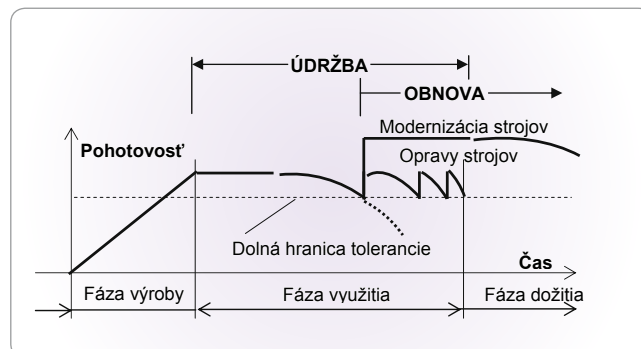 ÚDRŽBA
OBNOVA
Modernizácia strojov
Pohotovosť
Opravy strojov
Dolná hranica tolerancie
Čas
Fáza výroby
Fáza využitia
Fáza dožitia